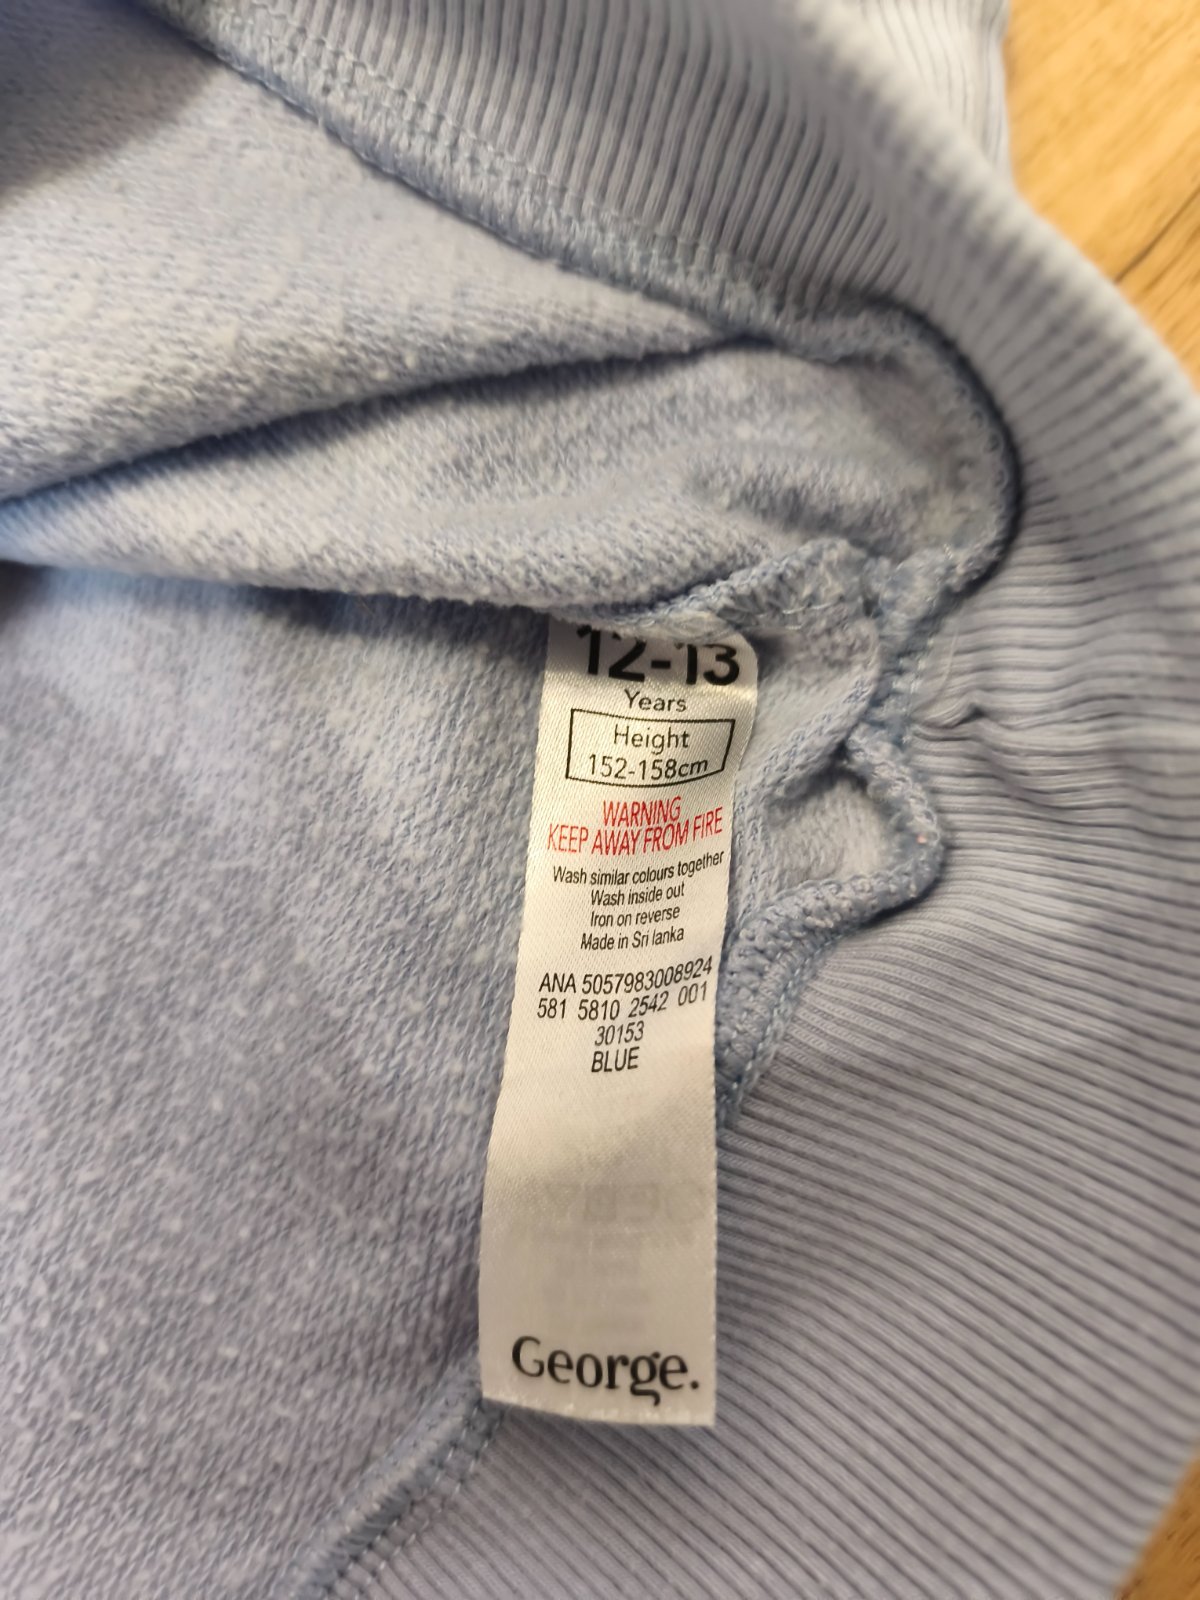 12-13
Years
Height
152-158cm
WARNING
KEEP AWAY FROM FIRE
Wash similar colours together
Wash inside out
Iron on reverse
Made in Sri lanka
ANA 5057983008924
581 5810 2542 001
30153
BLUE
George.